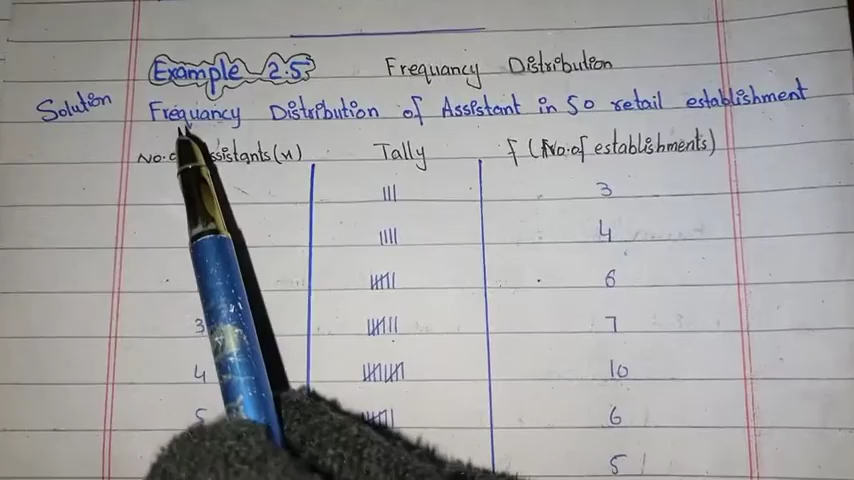 Example 2.5 Frequancy Distribution
Solution Frequancy Distribution of Assistant in 50 retail establishment
No. Assistants (x) Tally f (No. of establishments)
||| 3
|||| 4
6
3 7
4 10
5 6
5